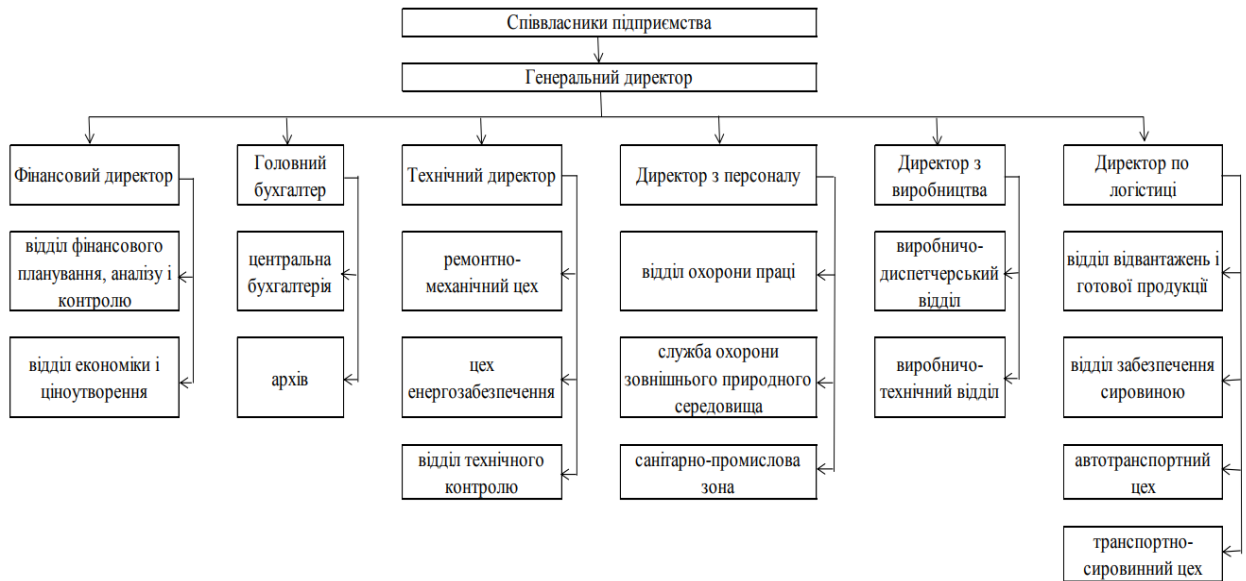 Співвласники підприємства
Генеральний директор
Фінансовий директор
Головний
бухгалтер
Технічний директор
Директор з персоналу
Директор з
виробництва
Директор по
логістиці
відділ фінансового
планування, аналізу і
контролю
центральна
бухгалтерія
ремонтно-
механічний цех
відділ охорони праці
виробничо-
диспетчерський
відділ
відділ відвантажень і
готової продукції
відділ економіки і
ціноутворення
архів
цех
енергозабезпечення
служба охорони
зовнішнього природного
середовища
виробничо-
технічний відділ
відділ забезпечення
сировиною
відділ технічного
контролю
санітарно-промислова
зона
автотранспортний
цех
транспортно-
сировинний цех